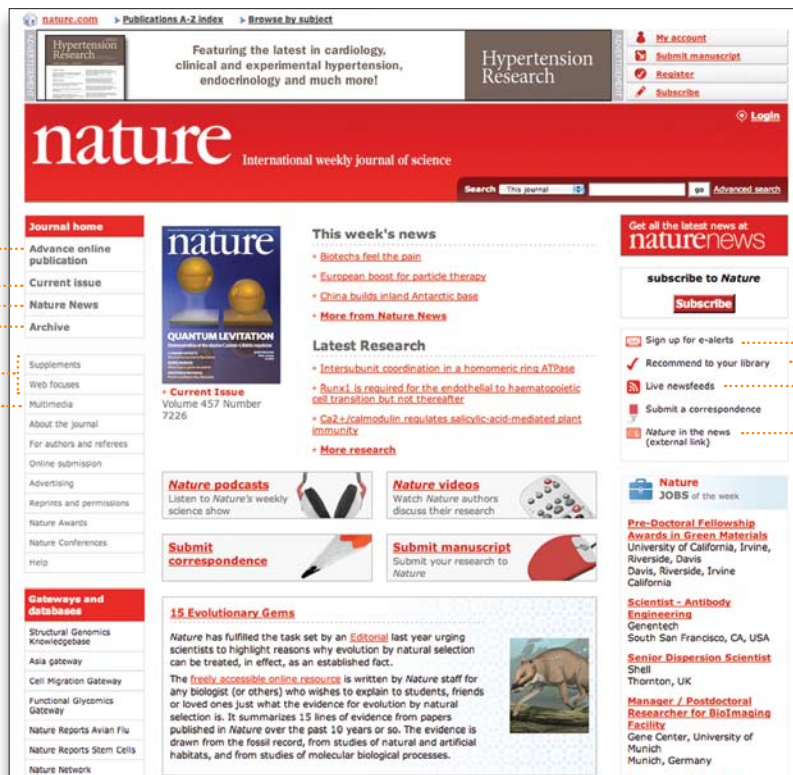 nature.com Publications A-Z index Browse by subject
ADVERTISEMENT
Hypertension
Research
Featuring the latest in cardiology,
clinical and experimental hypertension,
endocrinology and much more!
Hypertension
Research
ADVERTISEMENT
My account
Submit manuscript
Register
Subscribe
Login
nature International weekly journal of science
Search This journal go Advanced search
Journal home
Advance online
publication
Current issue
Nature News
Archive
Supplements
Web focuses
Multimedia
About the journal
For authors and referees
Online submission
Advertising
Reprints and permissions
Nature Awards
Nature Conferences
Help
Gateways and
databases
Structural Genomics
Knowledgebase
Asia gateway
Cell Migration Gateway
Functional Glycomics
Gateway
Nature Reports Avian Flu
Nature Reports Stem Cells
Nature Network
nature
QUANTUM LEVITATION
Current Issue
Volume 457 Number
7226
This week's news
Biotechs feel the pain
European boost for particle therapy
China builds inland Antarctic base
More from Nature News
Latest Research
Intersubunit coordination in a homomeric ring ATPase
Runx1 is required for the endothelial to haematopoietic
cell transition but not thereafter
Ca2+/calmodulin regulates salicylic-acid-mediated plant
immunity
More research
Nature podcasts
Listen to Nature's weekly
science show
Nature videos
Watch Nature authors
discuss their research
Submit
correspondence
Submit manuscript
Submit your research to
Nature
15 Evolutionary Gems
Nature has fulfilled the task set by an Editorial last year urging
scientists to highlight reasons why evolution by natural selection
can be treated, in effect, as an established fact.
The freely accessible online resource is written by Nature staff for
any biologist (or others) who wishes to explain to students, friends
or loved ones just what the evidence for evolution by natural
selection is. It summarizes 15 lines of evidence from papers
published in Nature over the past 10 years or so. The evidence is
drawn from the fossil record, from studies of natural and artificial
habitats, and from studies of molecular biological processes.
Get all the latest news at
naturenews
subscribe to Nature
Subscribe
Sign up for e-alerts
Recommend to your library
Live newsfeeds
Submit a correspondence
Nature in the news
(external link)
Nature
JOBS of the week
Pre-Doctoral Fellowship
Awards in Green Materials
University of California, Irvine,
Riverside, Davis
Davis, Riverside, Irvine
California
Scientist - Antibody
Engineering
Genentech
South San Francisco, CA, USA
Senior Dispersion Scientist
Shell
Thornton, UK
Manager / Postdoctoral
Researcher for BioImaging
Facility
Gene Center, University of
Munich
Munich, Germany